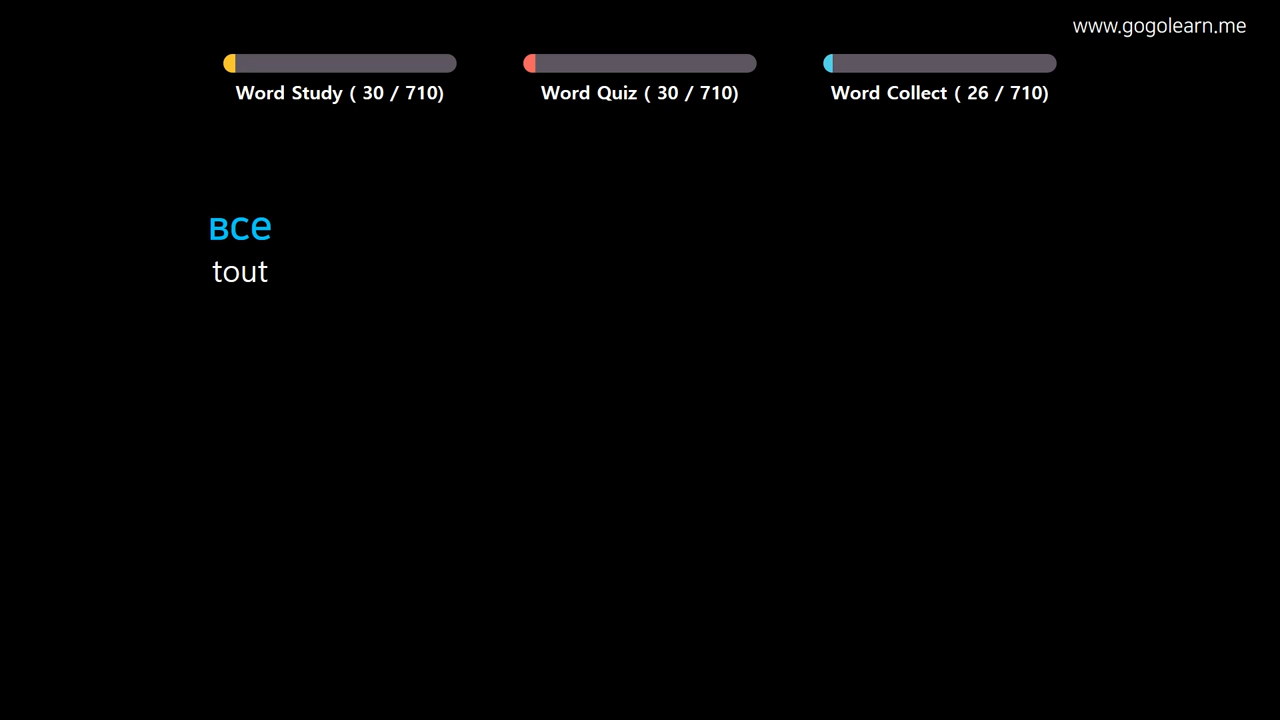 www.gogolearn.me
Word Study ( 30 / 710)
Word Quiz ( 30 / 710)
Word Collect ( 26 / 710)
все
tout